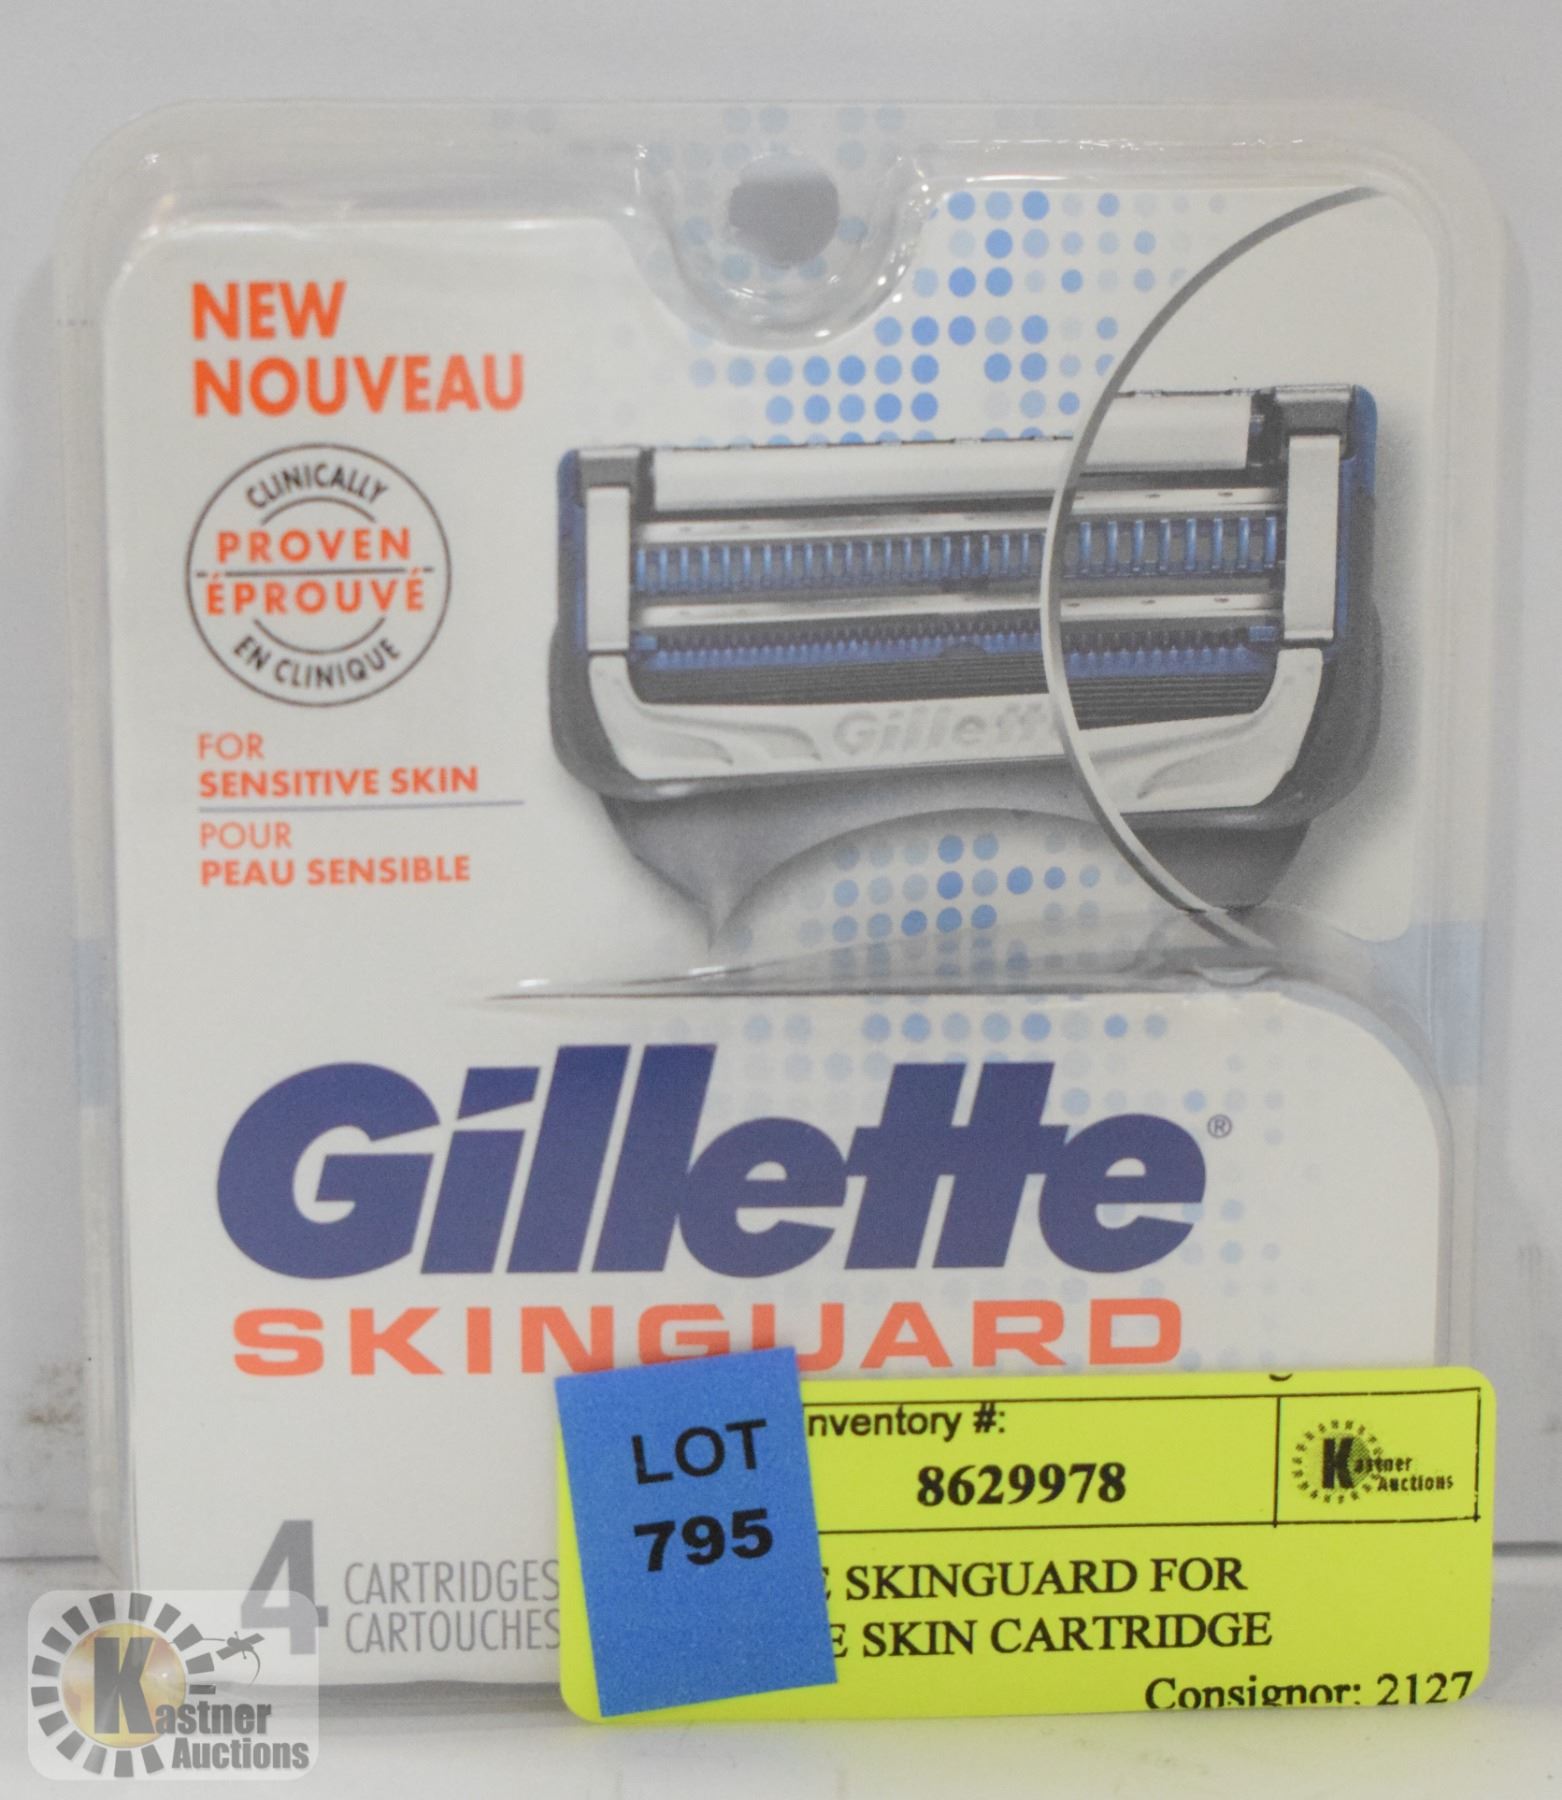 NEW
NOUVEAU
CLINICALLY
PROVEN
ÉPROUVÉ
EN CLINIQUE
FOR
SENSITIVE SKIN
POUR
PEAU SENSIBLE
Gillette
Gillette®
SKINGUARD
LOT
795
nventory #:
8629978
Kastner
Auctions
E SKINGUARD FOR
E SKIN CARTRIDGE
Consignor: 2127
4 CARTRIDGES
CARTOUCHES
Kastner
Auctions